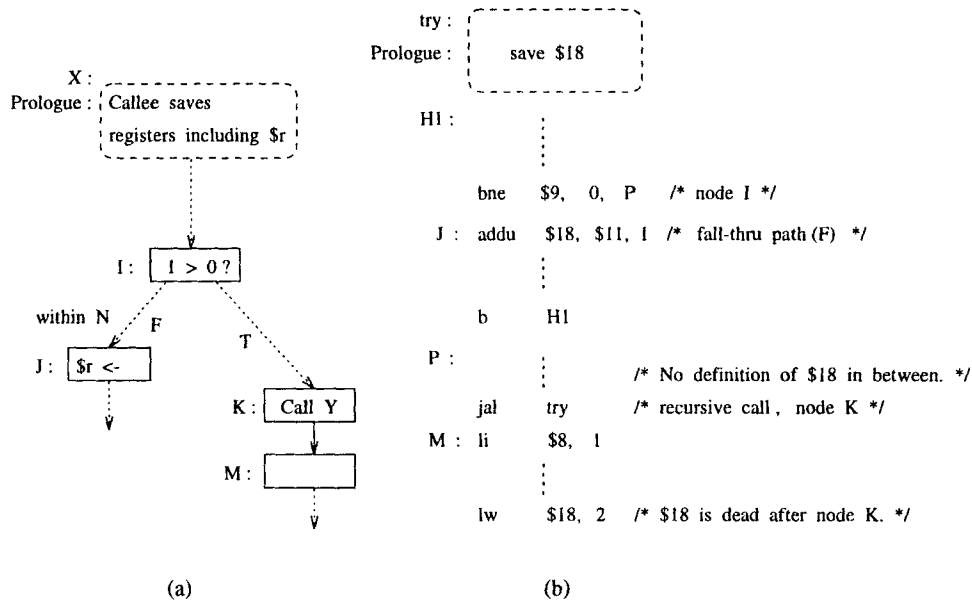 X :
Prologue : Callee saves
registers including $r
I : I > 0 ?
within N F T
J : $r <-
K : Call Y
M :
(a)
try :
Prologue : save $18
H1 :
bne $9, 0, P /* node I */
J : addu $18, $11, 1 /* fall-thru path (F) */
b H1
P :
/* No definition of $18 in between. */
jal try /* recursive call, node K */
M : li $8, 1
lw $18, 2 /* $18 is dead after node K. */
(b)